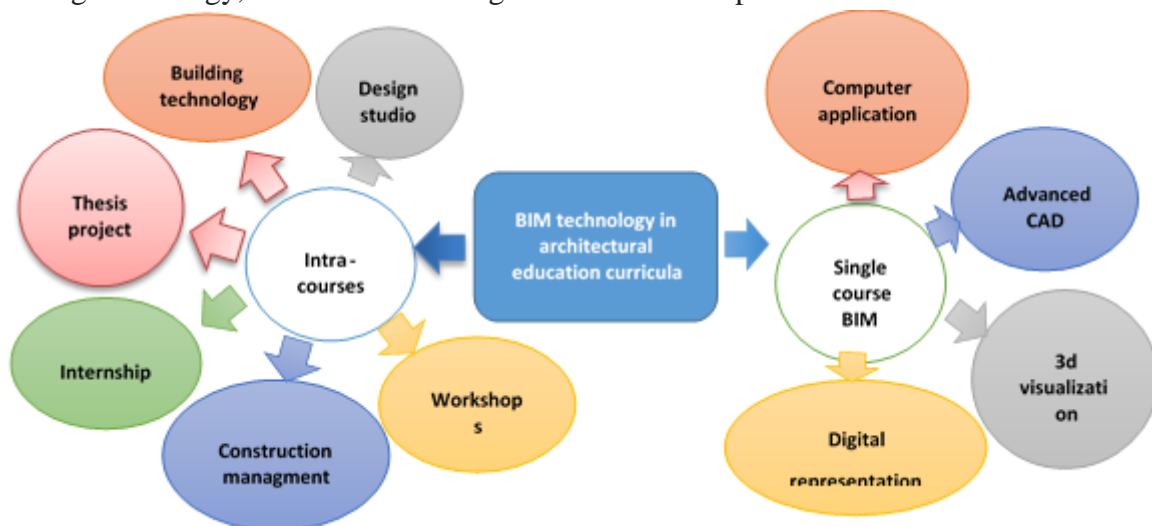 Building
technology
Design
studio
Thesis
project
Intra -
courses
Internship
Construction
managment
Workshop
s
BIM technology in
architectural
education curricula
Computer
application
Advanced
CAD
Single
course
BIM
3d
visualizati
on
Digital
representation